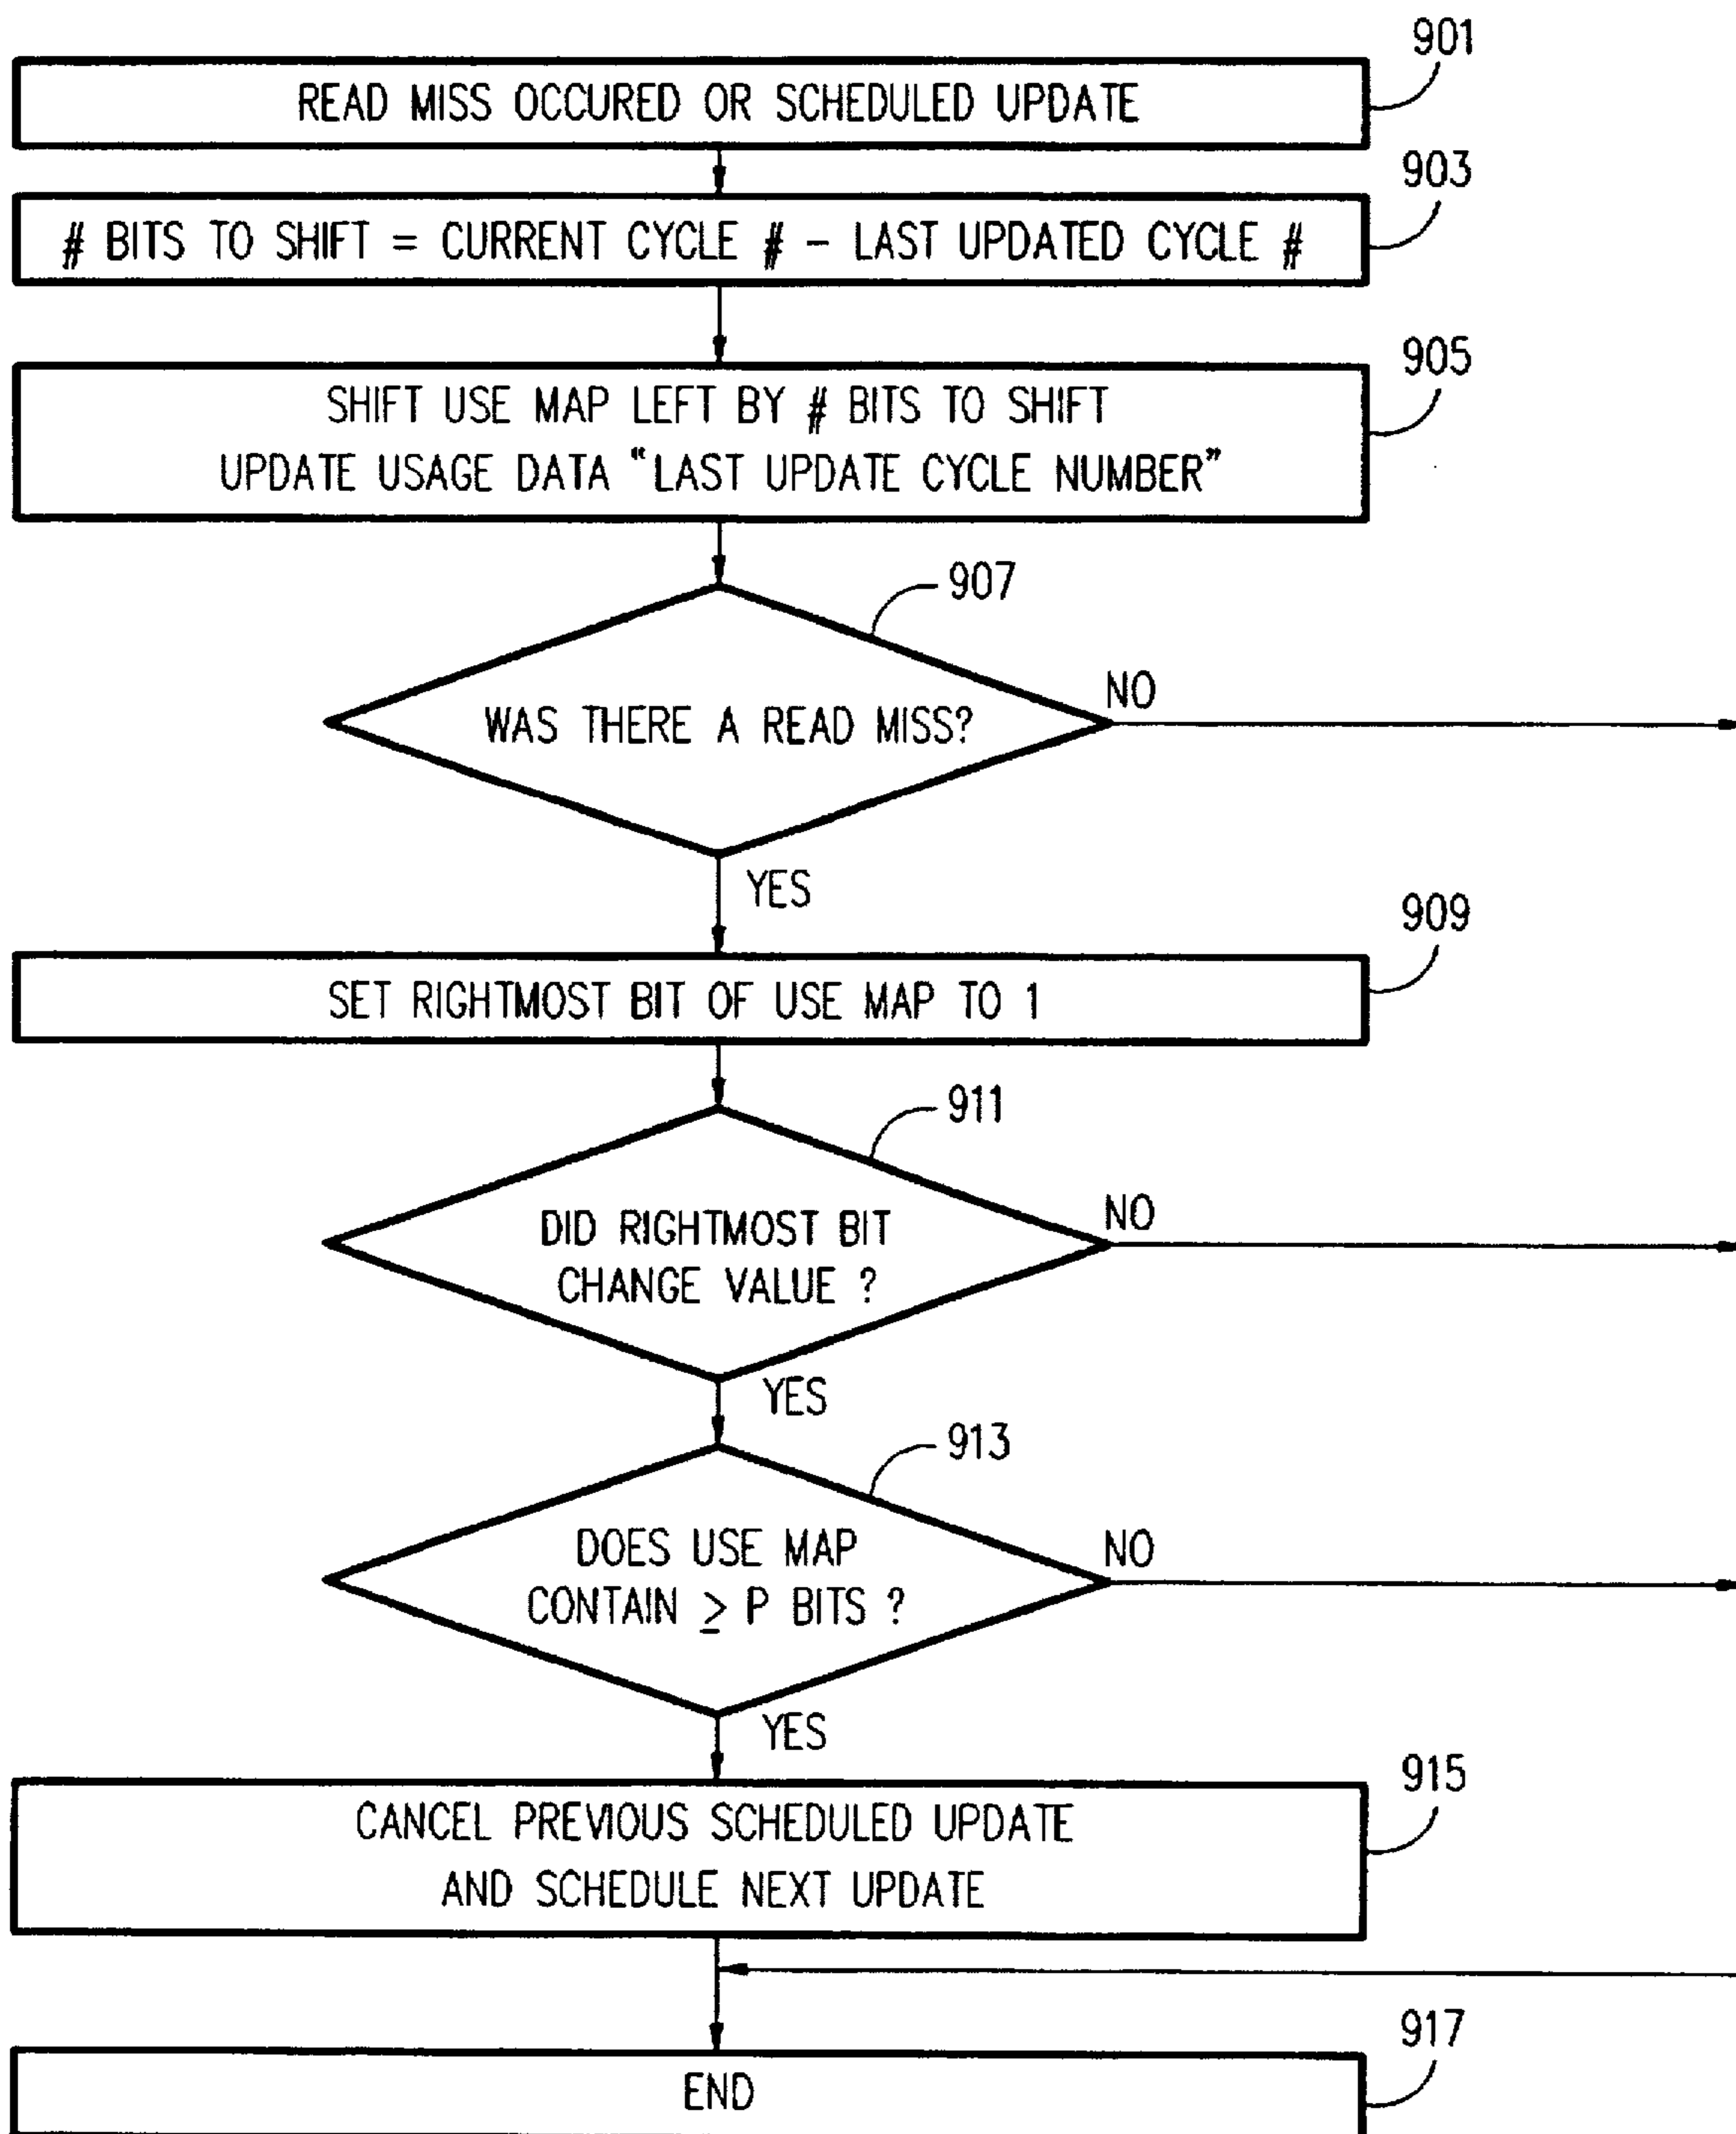 901
READ MISS OCCURED OR SCHEDULED UPDATE
903
# BITS TO SHIFT = CURRENT CYCLE # - LAST UPDATED CYCLE #
905
SHIFT USE MAP LEFT BY # BITS TO SHIFT
UPDATE USAGE DATA "LAST UPDATE CYCLE NUMBER"
907
NO
WAS THERE A READ MISS?
YES
909
SET RIGHTMOST BIT OF USE MAP TO 1
911
NO
DID RIGHTMOST BIT
CHANGE VALUE ?
YES
913
NO
DOES USE MAP
CONTAIN ≥ P BITS ?
YES
915
CANCEL PREVIOUS SCHEDULED UPDATE
AND SCHEDULE NEXT UPDATE
917
END